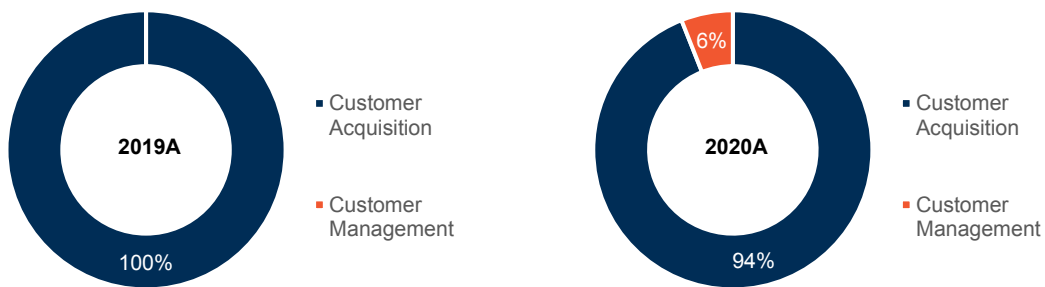 2019A
100%
Customer
Acquisition
Customer
Management
6%
2020A
94%
Customer
Acquisition
Customer
Management